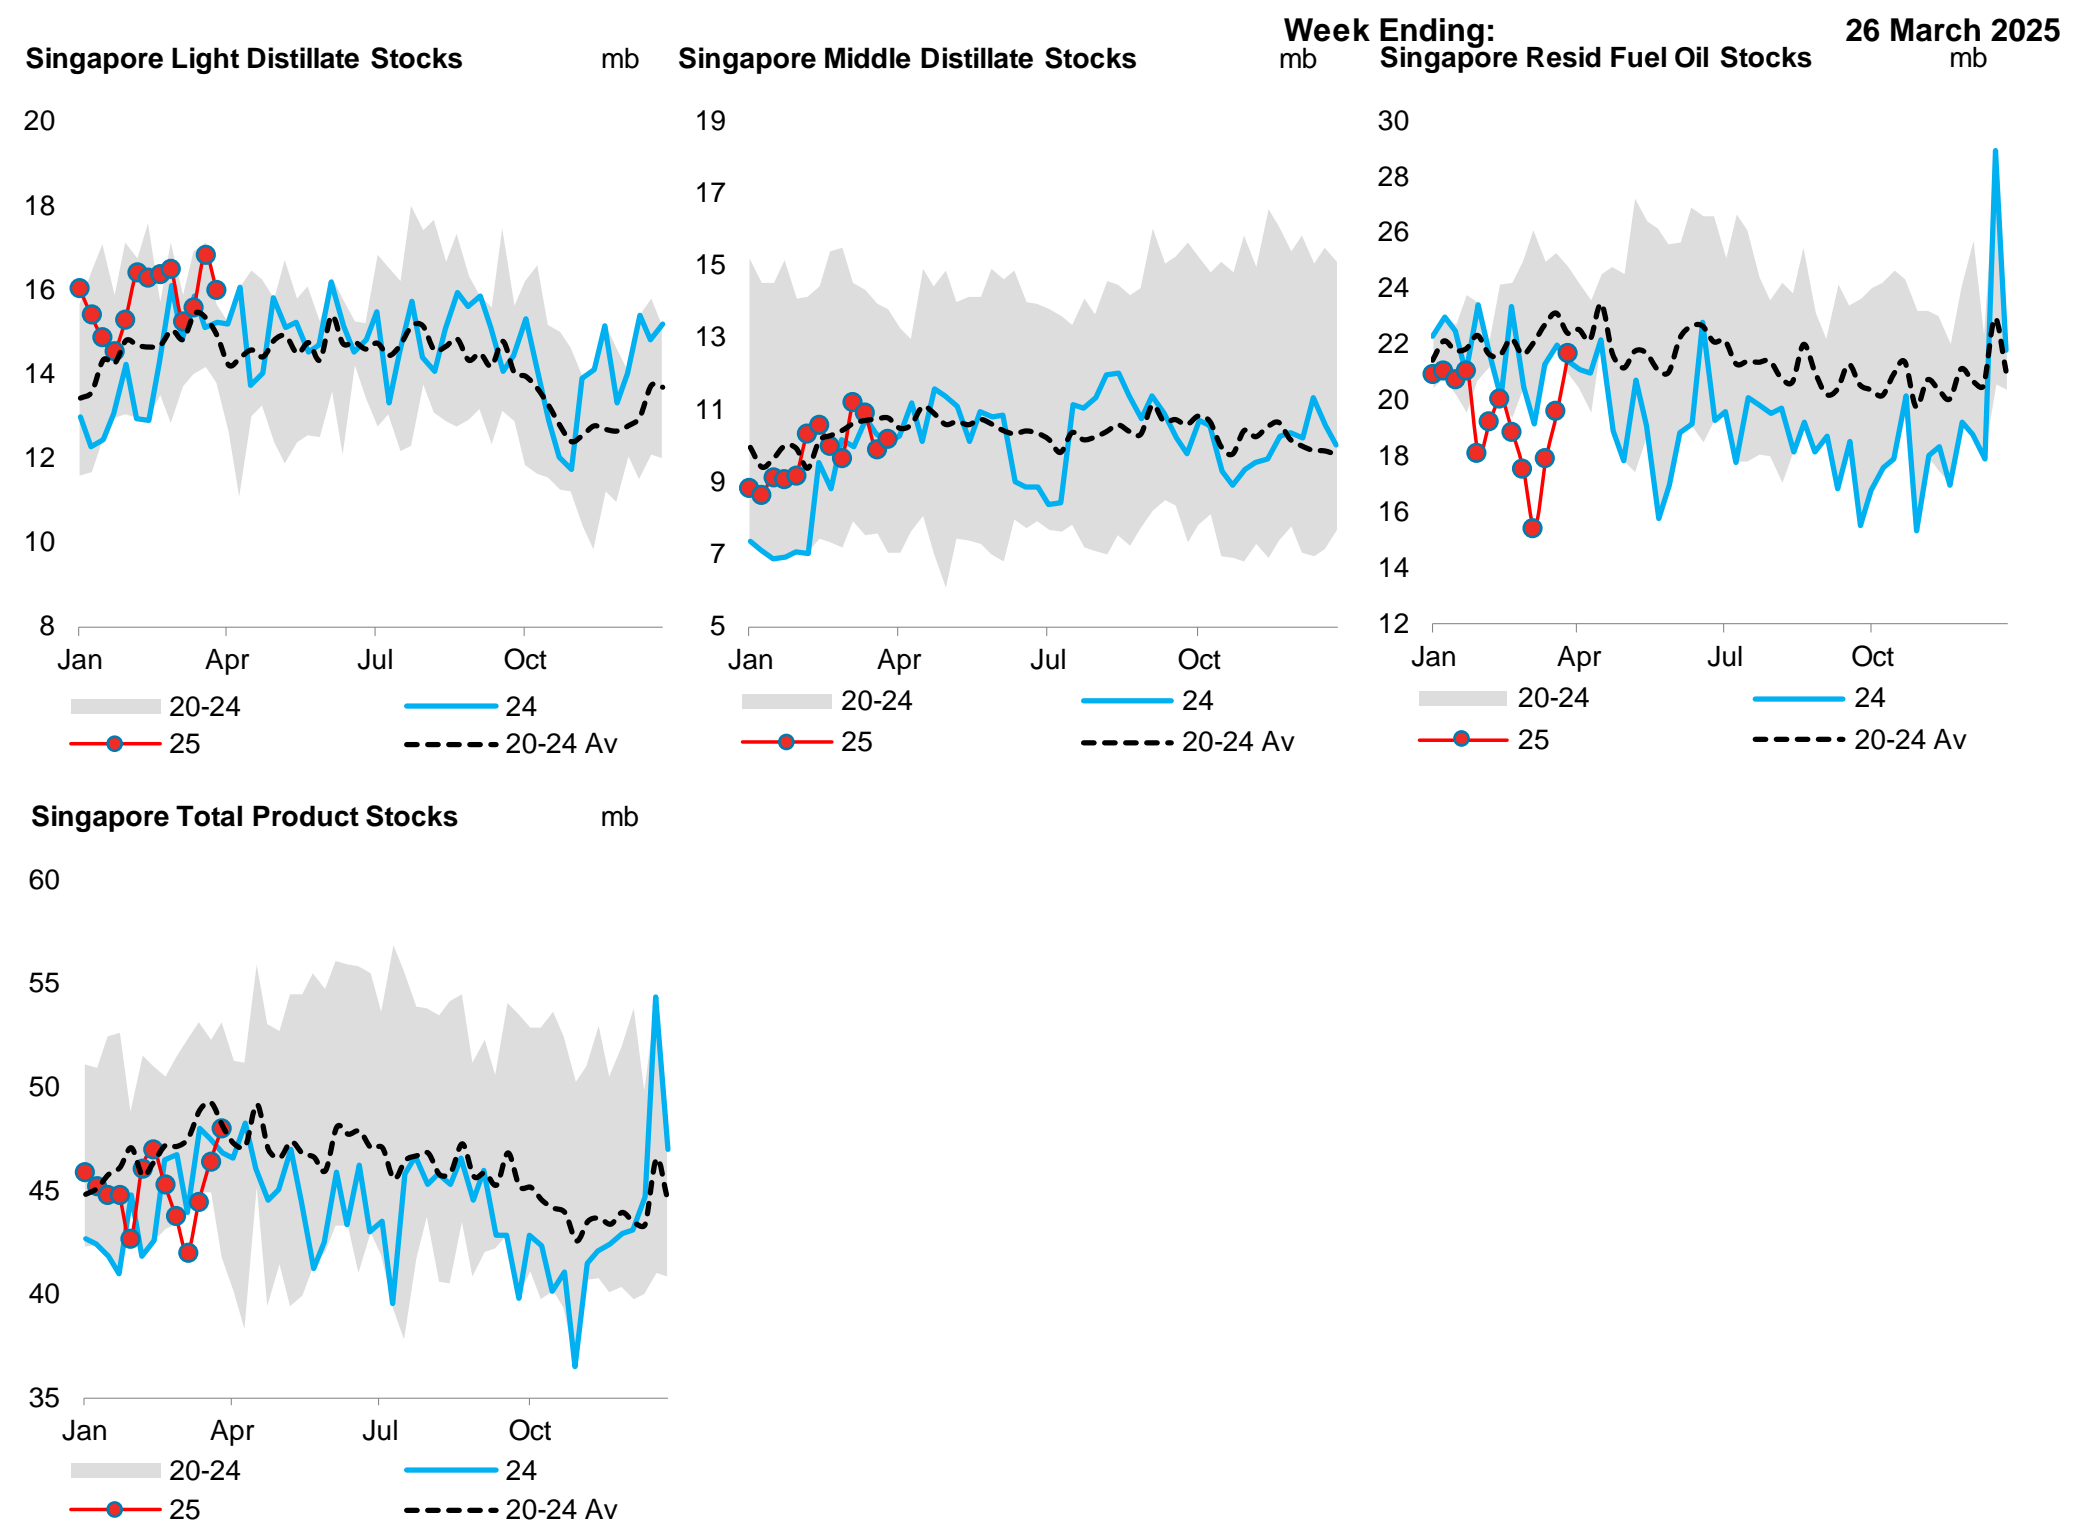 Week Ending: 26 March 2025
Singapore Light Distillate Stocks mb
20
18
16
14
12
10
8
Jan Apr Jul Oct
20-24 24
25 20-24 Av
Singapore Middle Distillate Stocks mb
19
17
15
13
11
9
7
5
Jan Apr Jul Oct
20-24 24
25 20-24 Av
Singapore Resid Fuel Oil Stocks mb
30
28
26
24
22
20
18
16
14
12
Jan Apr Jul Oct
20-24 24
25 20-24 Av
Singapore Total Product Stocks mb
60
55
50
45
40
35
Jan Apr Jul Oct
20-24 24
25 20-24 Av